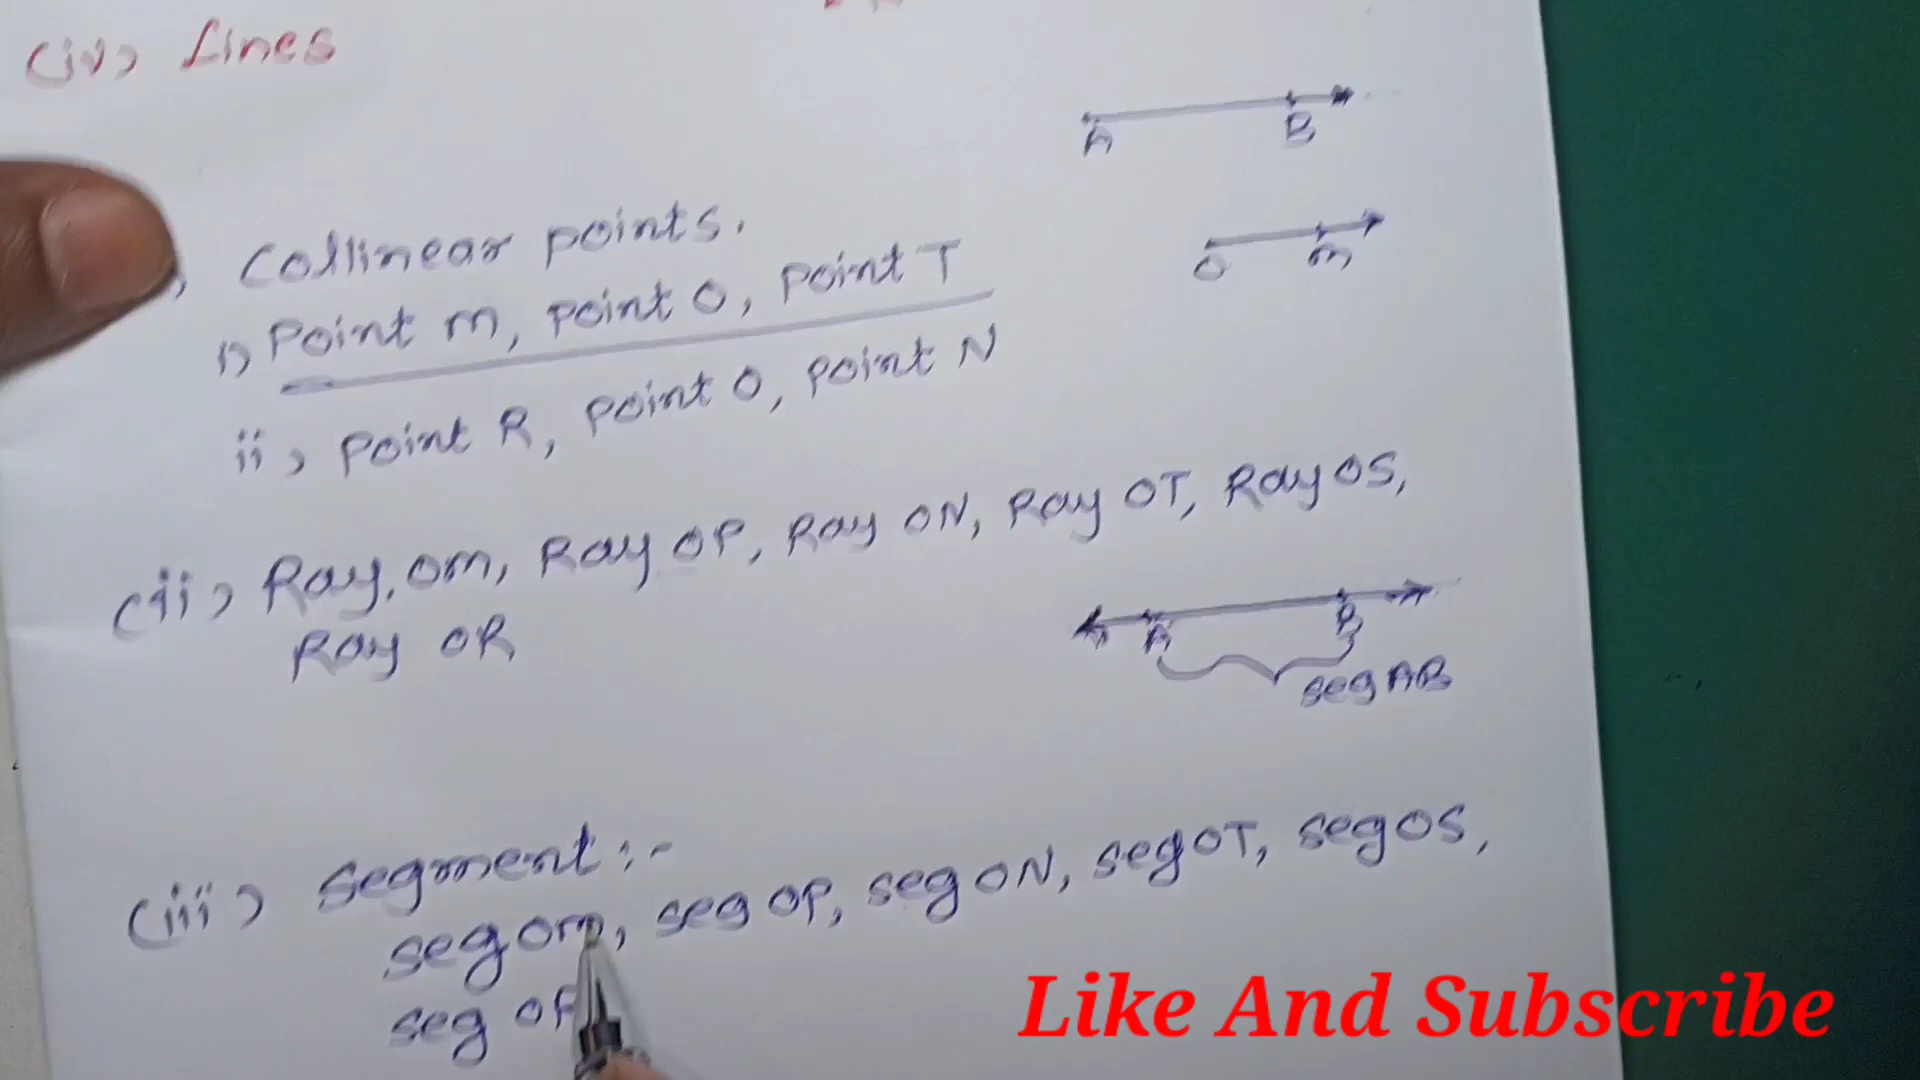 (iv) Lines
A B
O m
Collinear points.
i) Point m, Point O, Point T
ii) Point R, Point O, Point N
(ii) Ray om, Ray OP, Ray ON, Ray OT, Ray OS,
Ray OR
A B
seg AB
(iii) Segment :-
seg om, seg OP, seg ON, seg OT, seg OS,
seg
Like And Subscribe